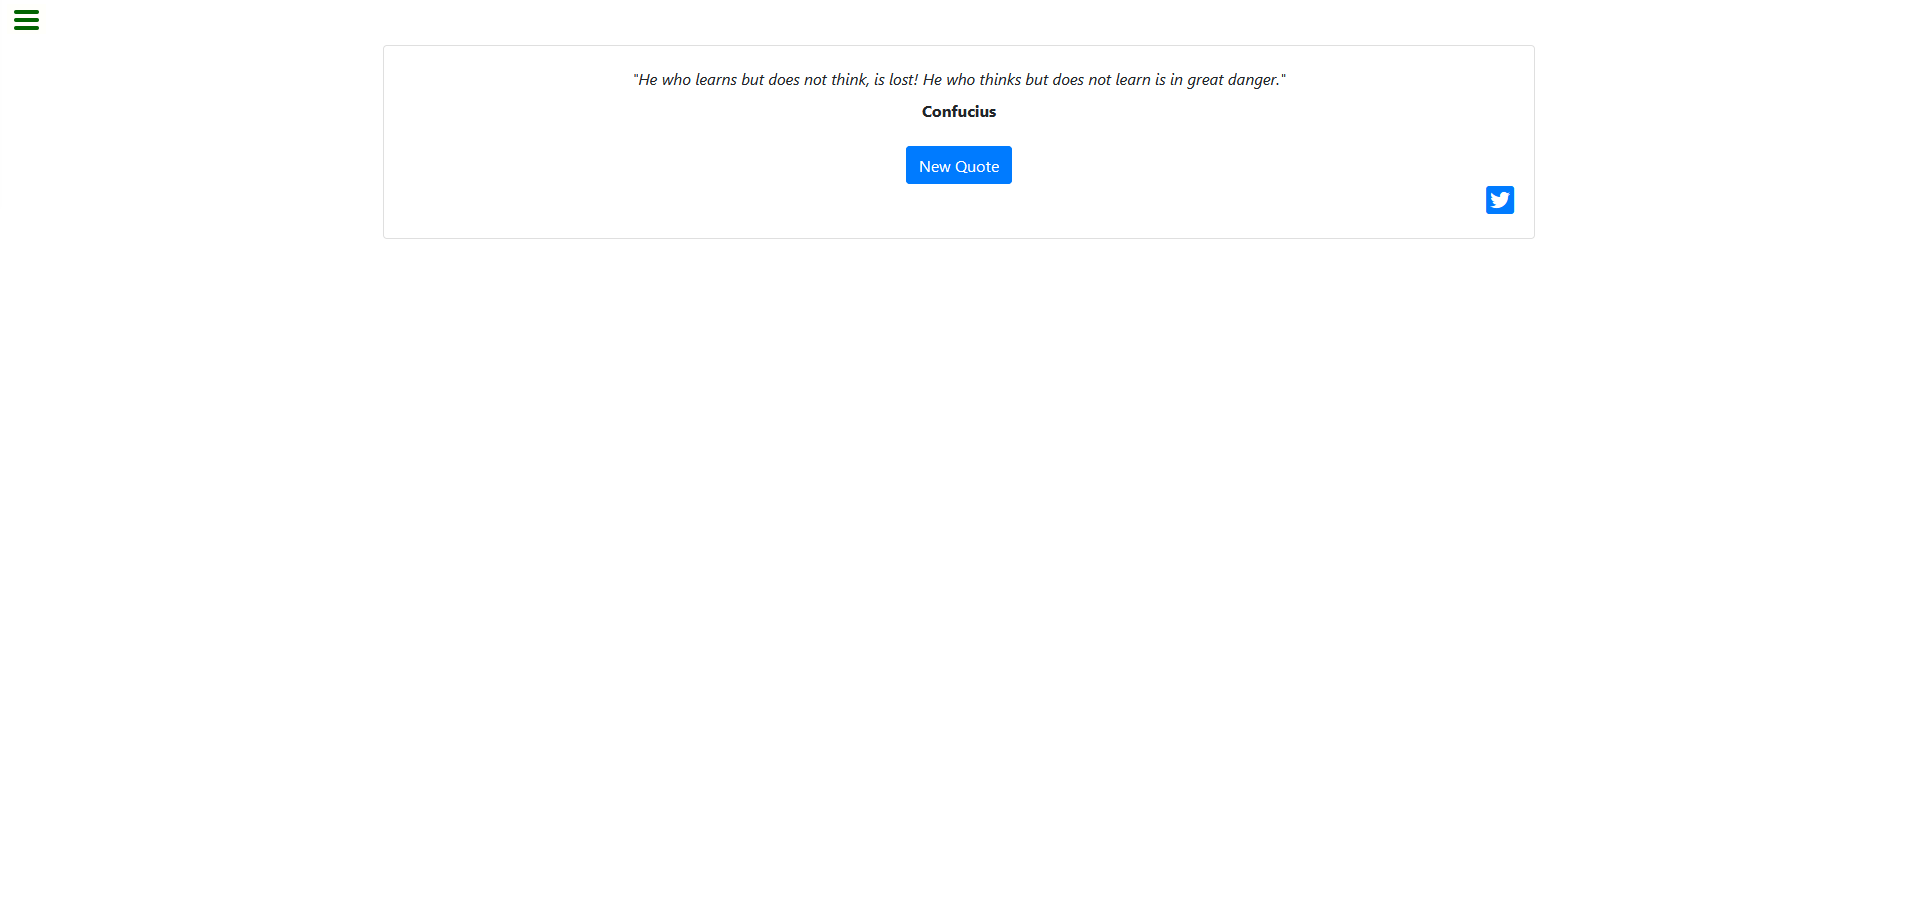 "He who learns but does not think, is lost! He who thinks but does not learn is in great danger."
Confucius
New Quote